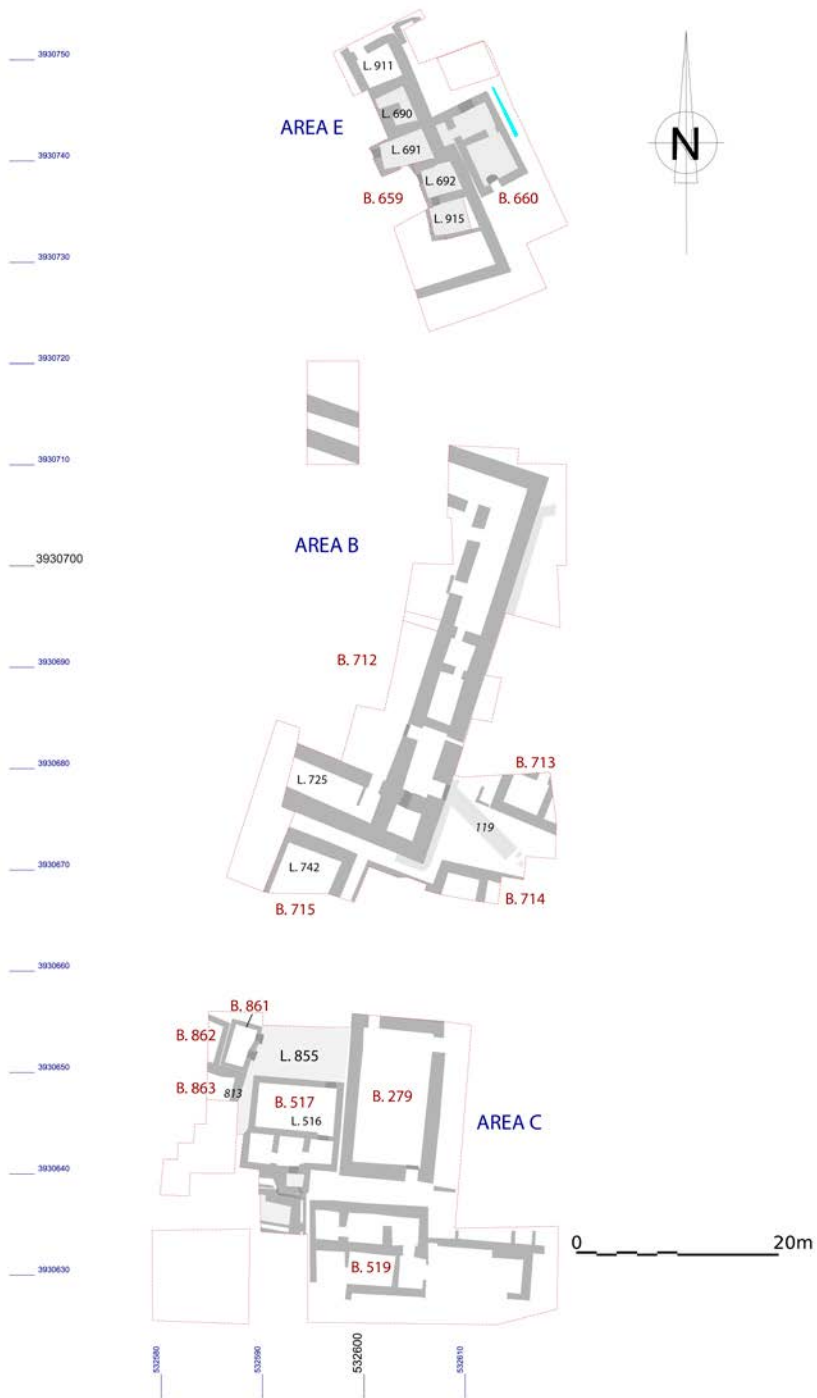 3930750
L. 911
L. 690
AREA E
N
L. 691
3930740
L. 692
B. 659
B. 660
L. 915
3930730
3930720
3930710
AREA B
3930700
B. 712
3930690
3930680
B. 713
L. 725
119
3930670
L. 742
B. 714
B. 715
3930660
B. 861
B. 862
L. 855
3930650
B. 863
813
B. 517
B. 279
L. 516
AREA C
3930640
0
20m
B. 519
3930630
532580
532590
532600
532610